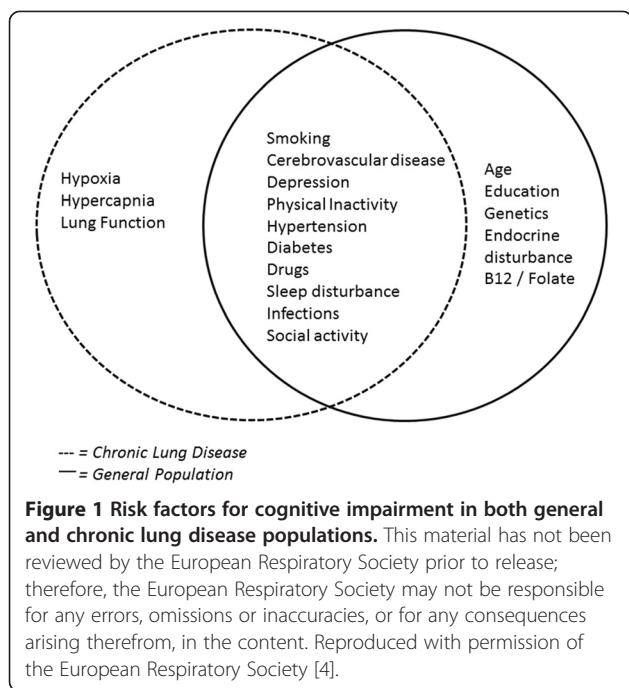 Hypoxia
Hypercapnia
Lung Function
Smoking
Cerebrovascular disease
Depression
Physical Inactivity
Hypertension
Diabetes
Drugs
Sleep disturbance
Infections
Social activity
Age
Education
Genetics
Endocrine
disturbance
B12 / Folate
--- = Chronic Lung Disease
— = General Population
Figure 1 Risk factors for cognitive impairment in both general
and chronic lung disease populations. This material has not been
reviewed by the European Respiratory Society prior to release;
therefore, the European Respiratory Society may not be responsible
for any errors, omissions or inaccuracies, or for any consequences
arising therefrom, in the content. Reproduced with permission of
the European Respiratory Society [4].